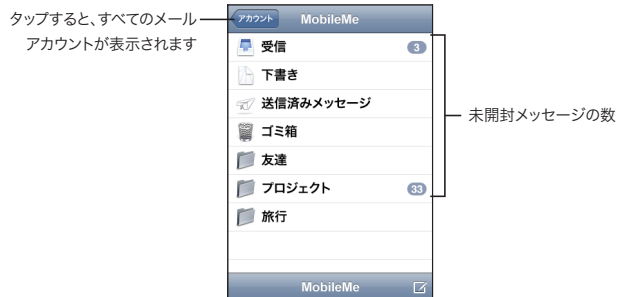 タップすると、すべてのメール
アカウントが表示されます
アカウント MobileMe
受信 3
下書き
送信済みメッセージ
ゴミ箱
友達
プロジェクト 33
旅行
未開封メッセージの数
MobileMe